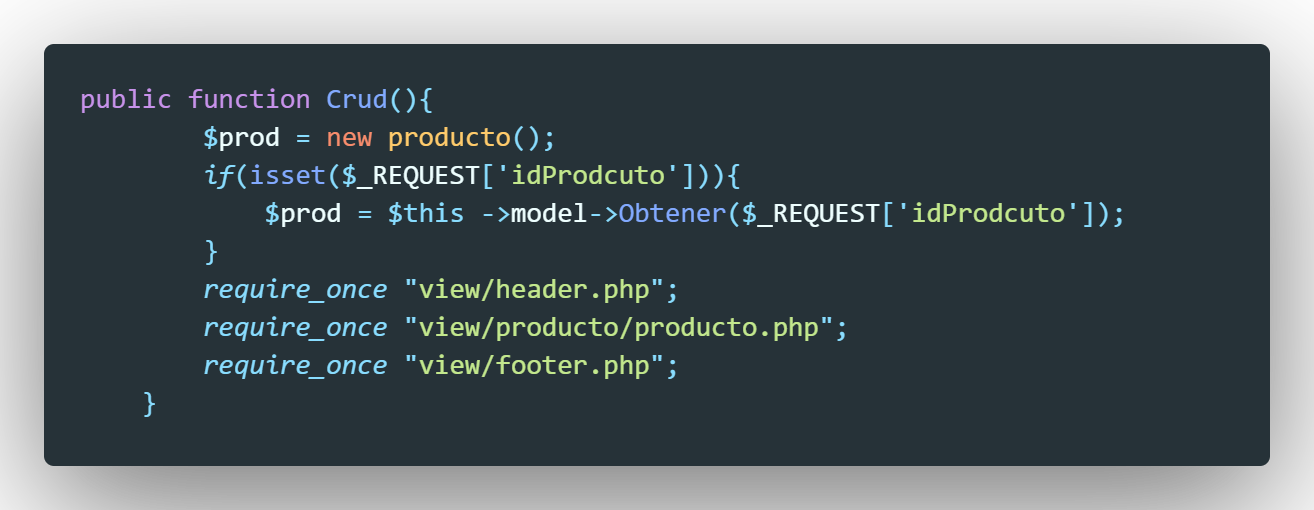 public function Crud(){
$prod = new producto();
if(isset($_REQUEST['idProdcuto'])){
$prod = $this ->model->Obtener($_REQUEST['idProdcuto']);
}
require_once "view/header.php";
require_once "view/producto/producto.php";
require_once "view/footer.php";
}